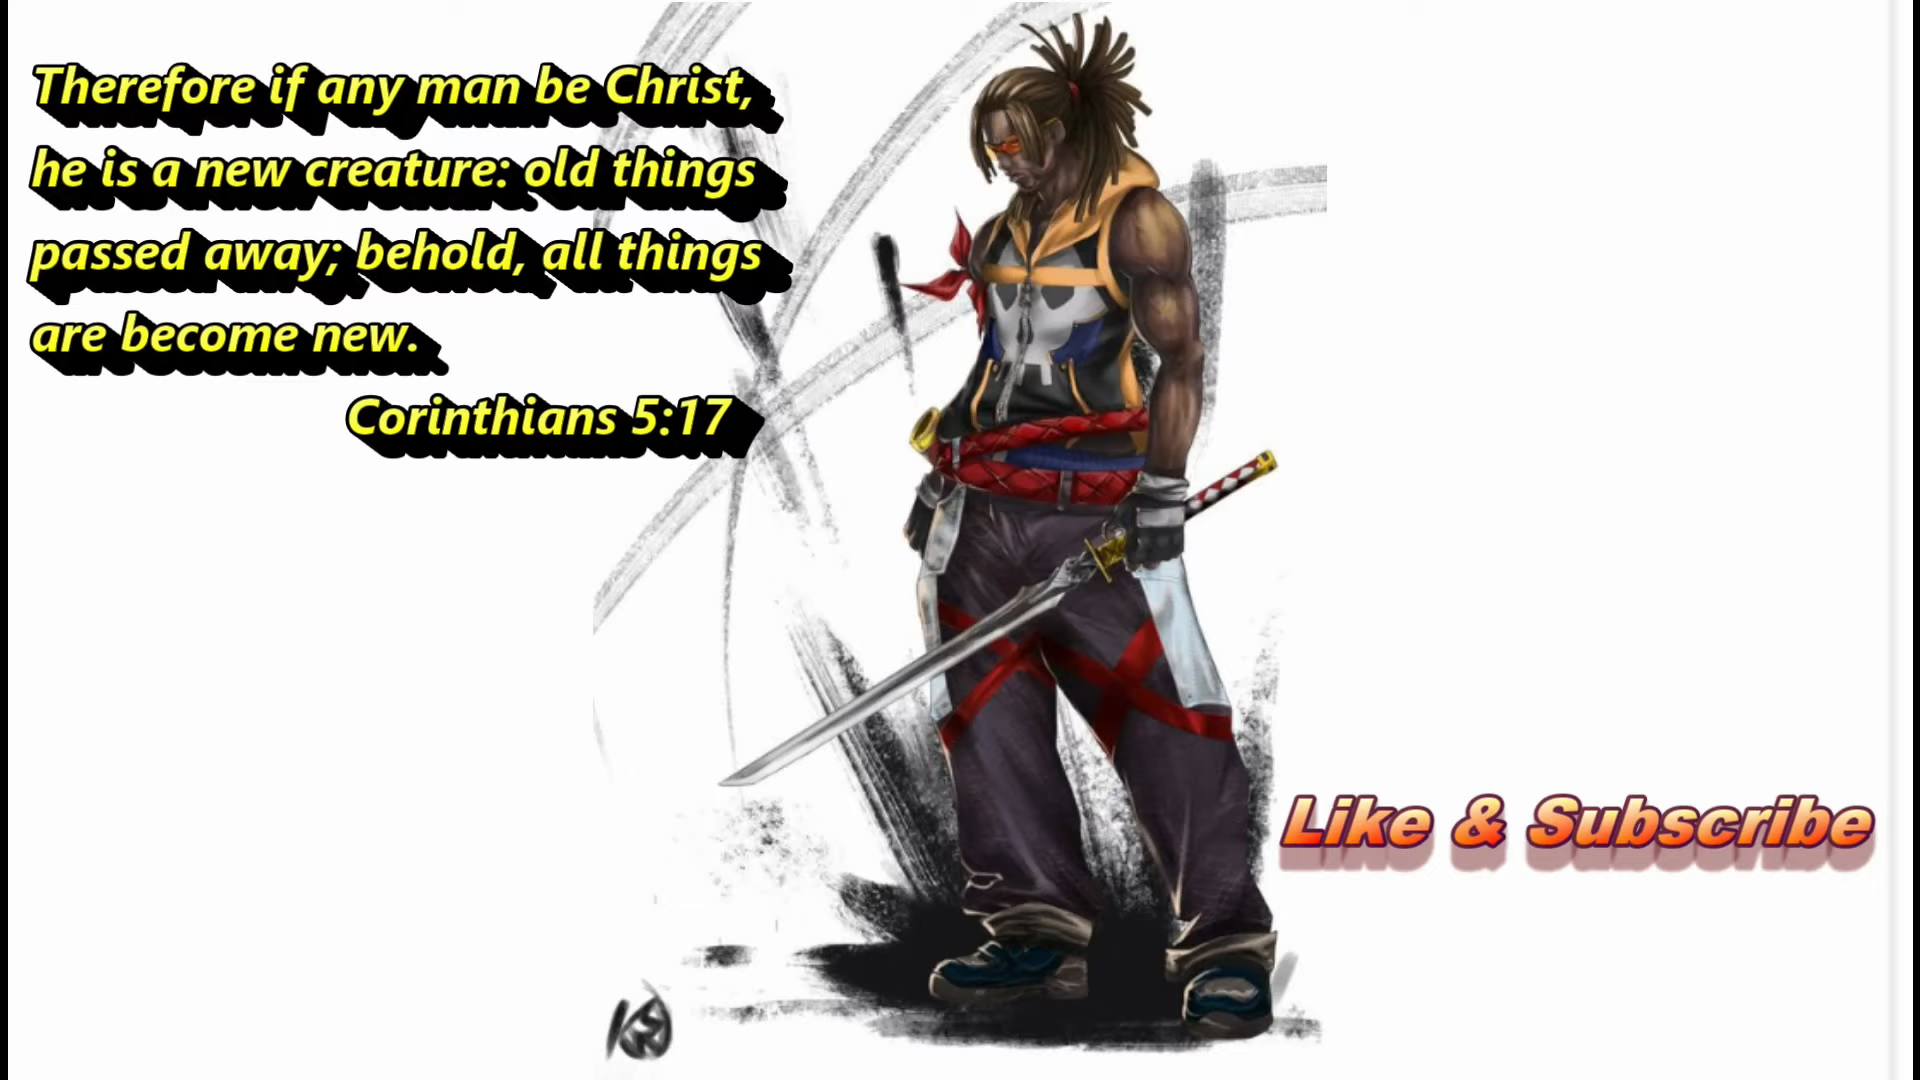 Therefore if any man be Christ,
he is a new creature: old things
passed away; behold, all things
are become new.
Corinthians 5:17
Like & Subscribe